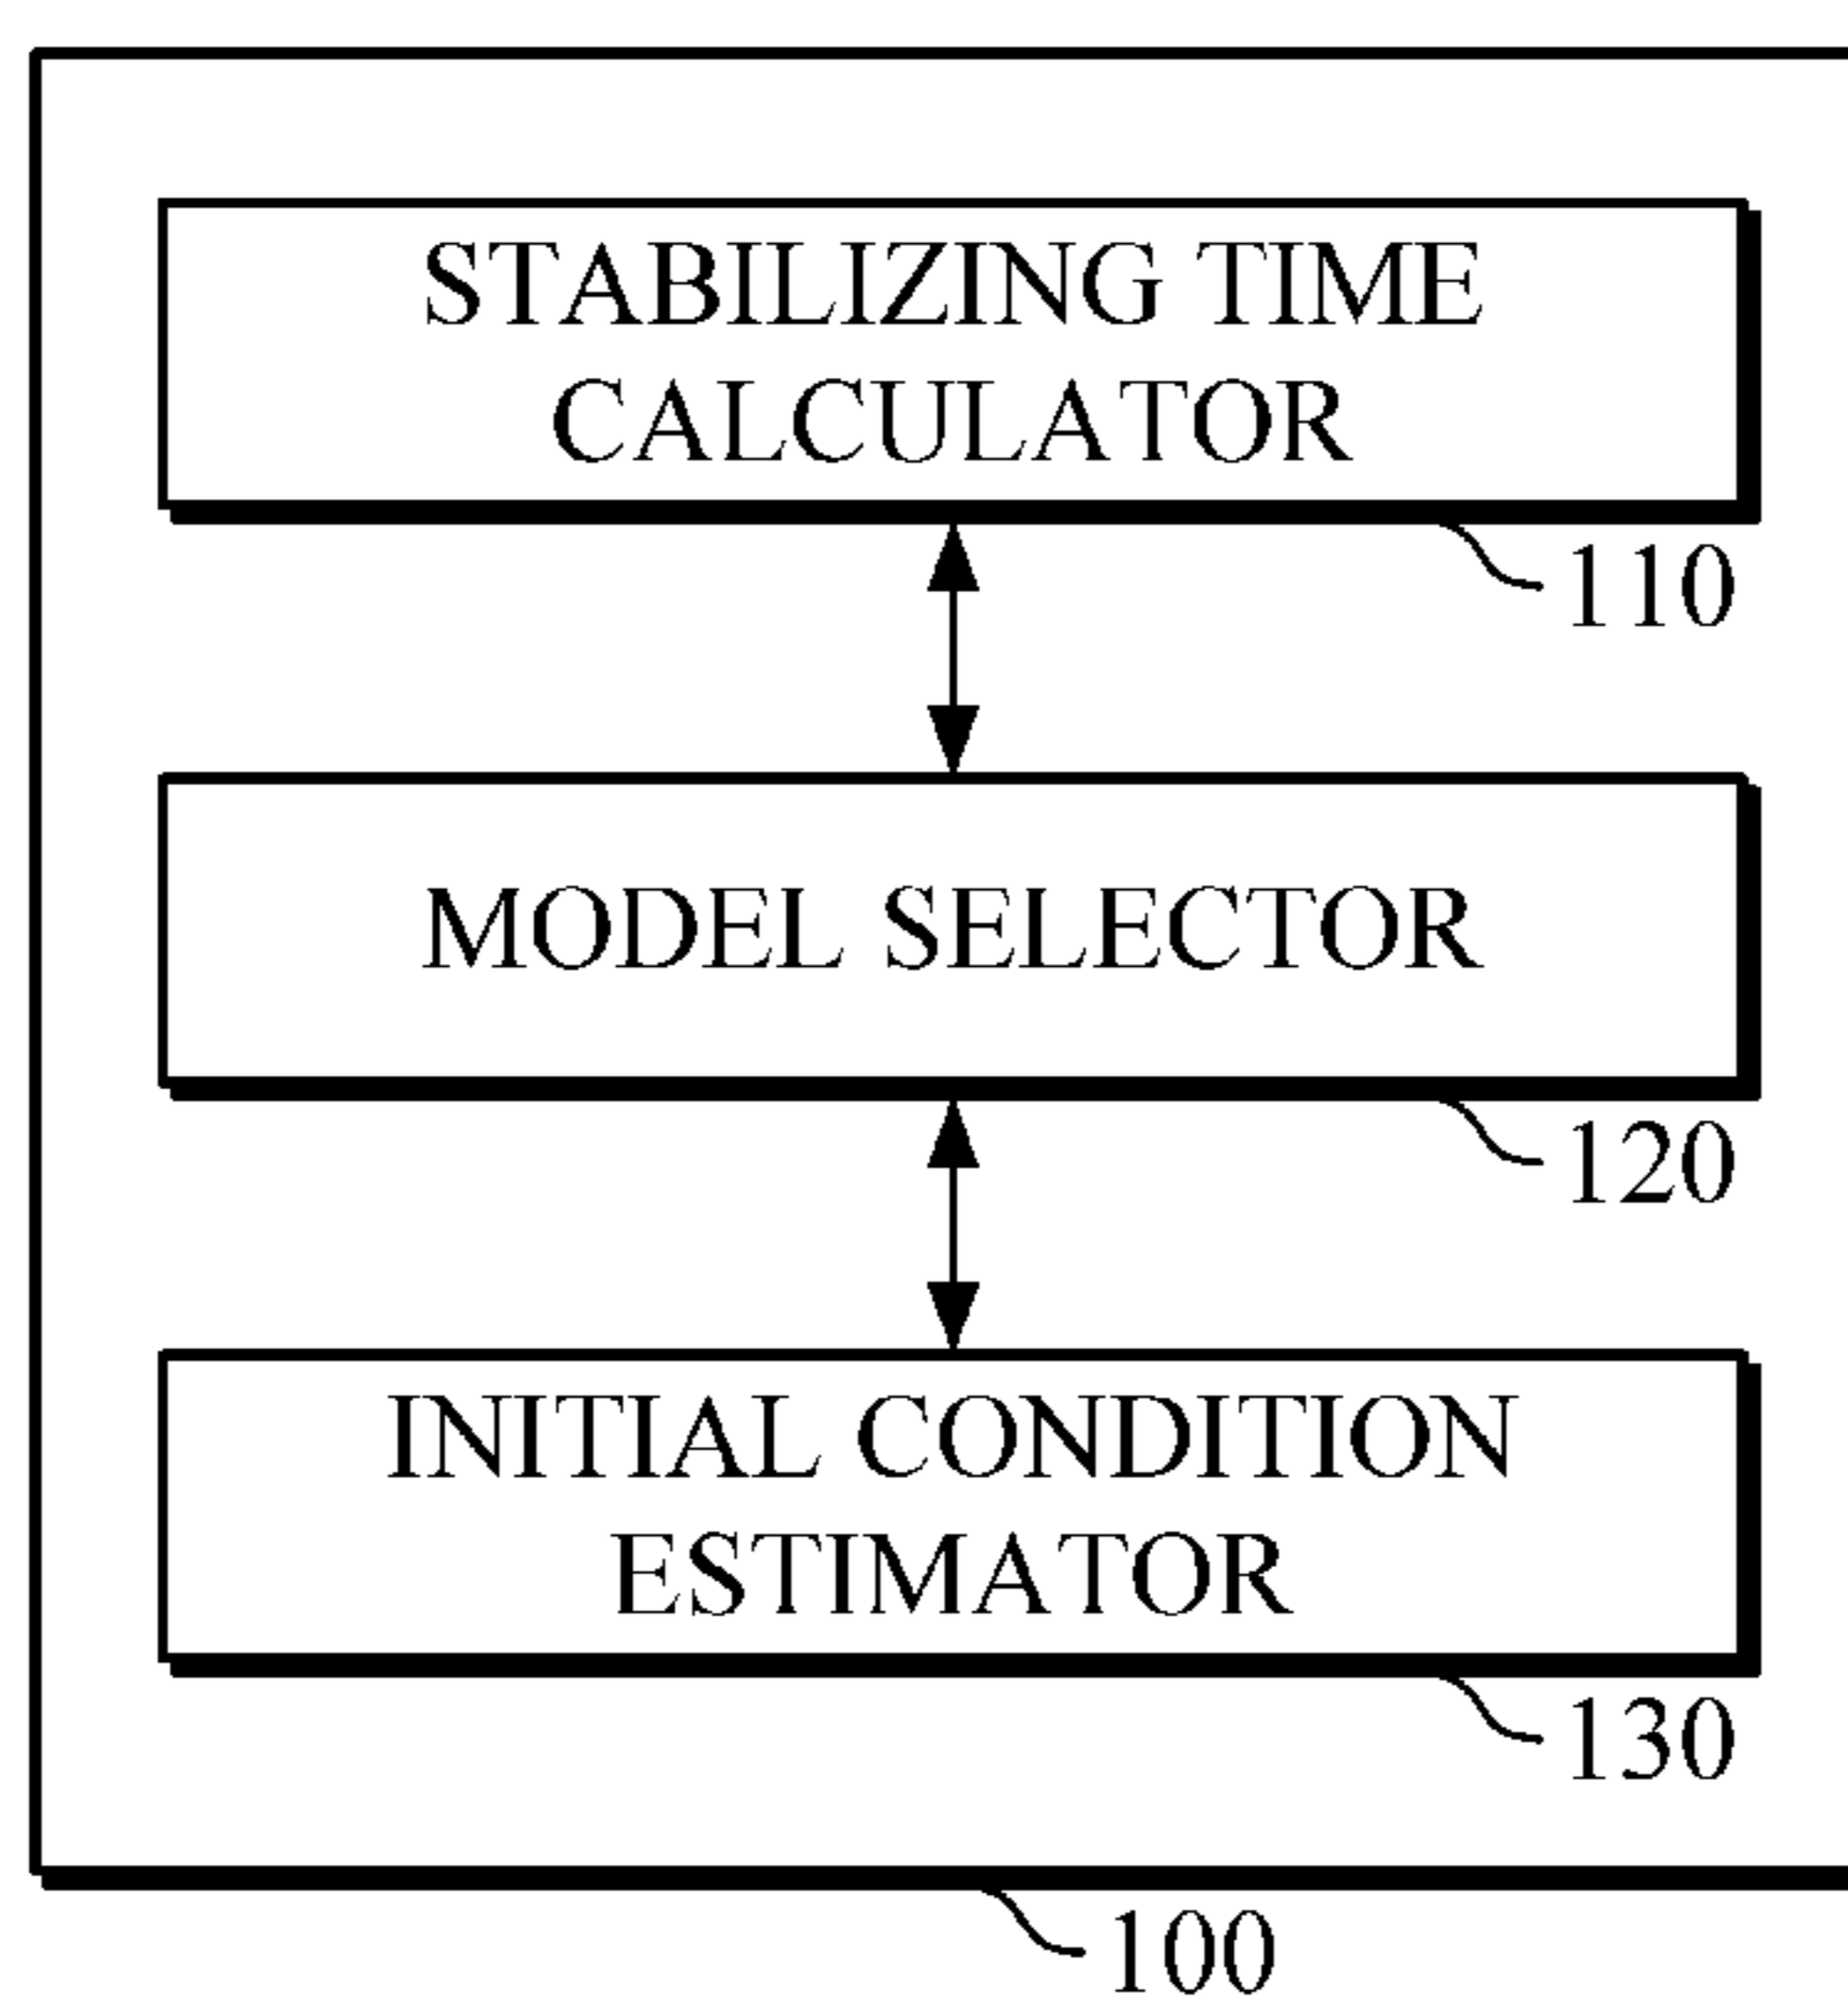 STABILIZING TIME
CALCULATOR
110
MODEL SELECTOR
120
INITIAL CONDITION
ESTIMATOR
130
100